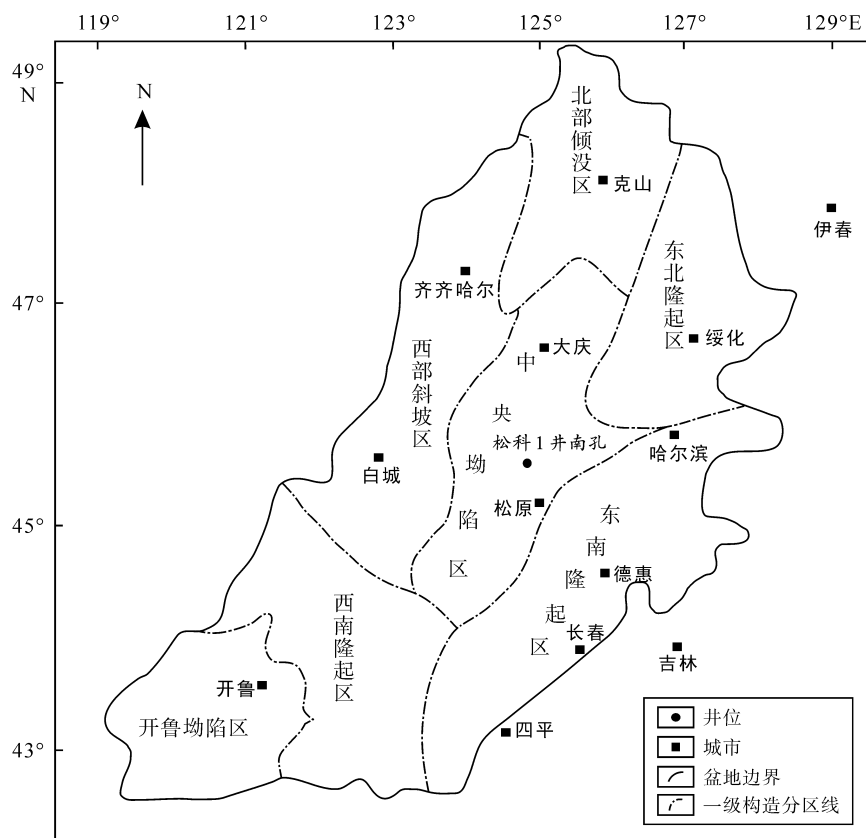 119°
121°
123°
125°
127°
129°E
49°
N
47°
45°
43°
N
北部倾没区
克山
伊春
东北隆起区
齐齐哈尔
绥化
西部斜坡区
大庆
中央坳陷区
松科1井南孔
哈尔滨
白城
松原
东南隆起区
德惠
西南隆起区
长春
吉林
开鲁
开鲁坳陷区
四平
井位
城市
盆地边界
一级构造分区线